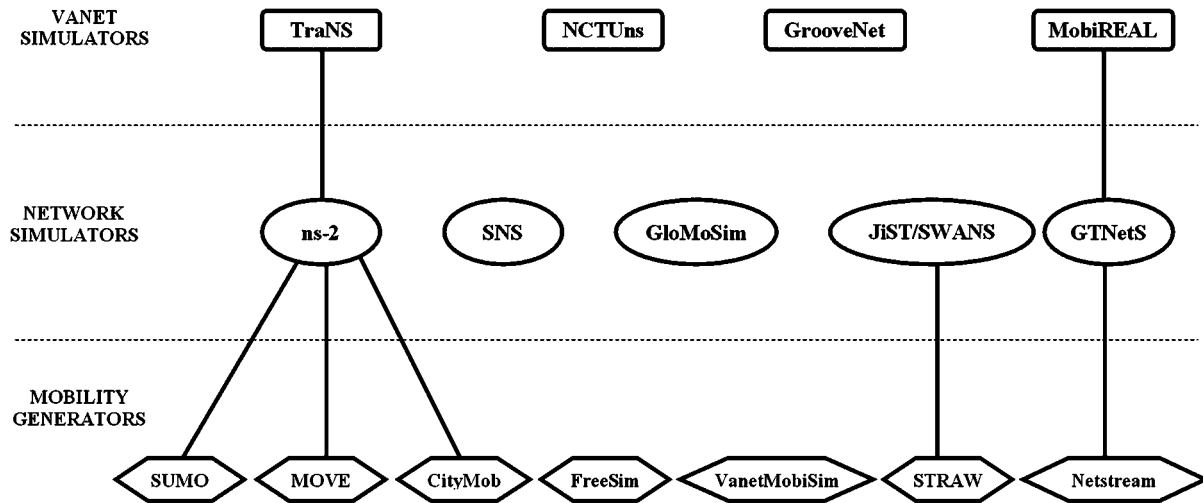 VANET
SIMULATORS
TraNS
NCTUns
GrooveNet
MobiREAL
NETWORK
SIMULATORS
ns-2
SNS
GloMoSim
JiST/SWANS
GTNetS
MOBILITY
GENERATORS
SUMO
MOVE
CityMob
FreeSim
VanetMobiSim
STRAW
Netstream